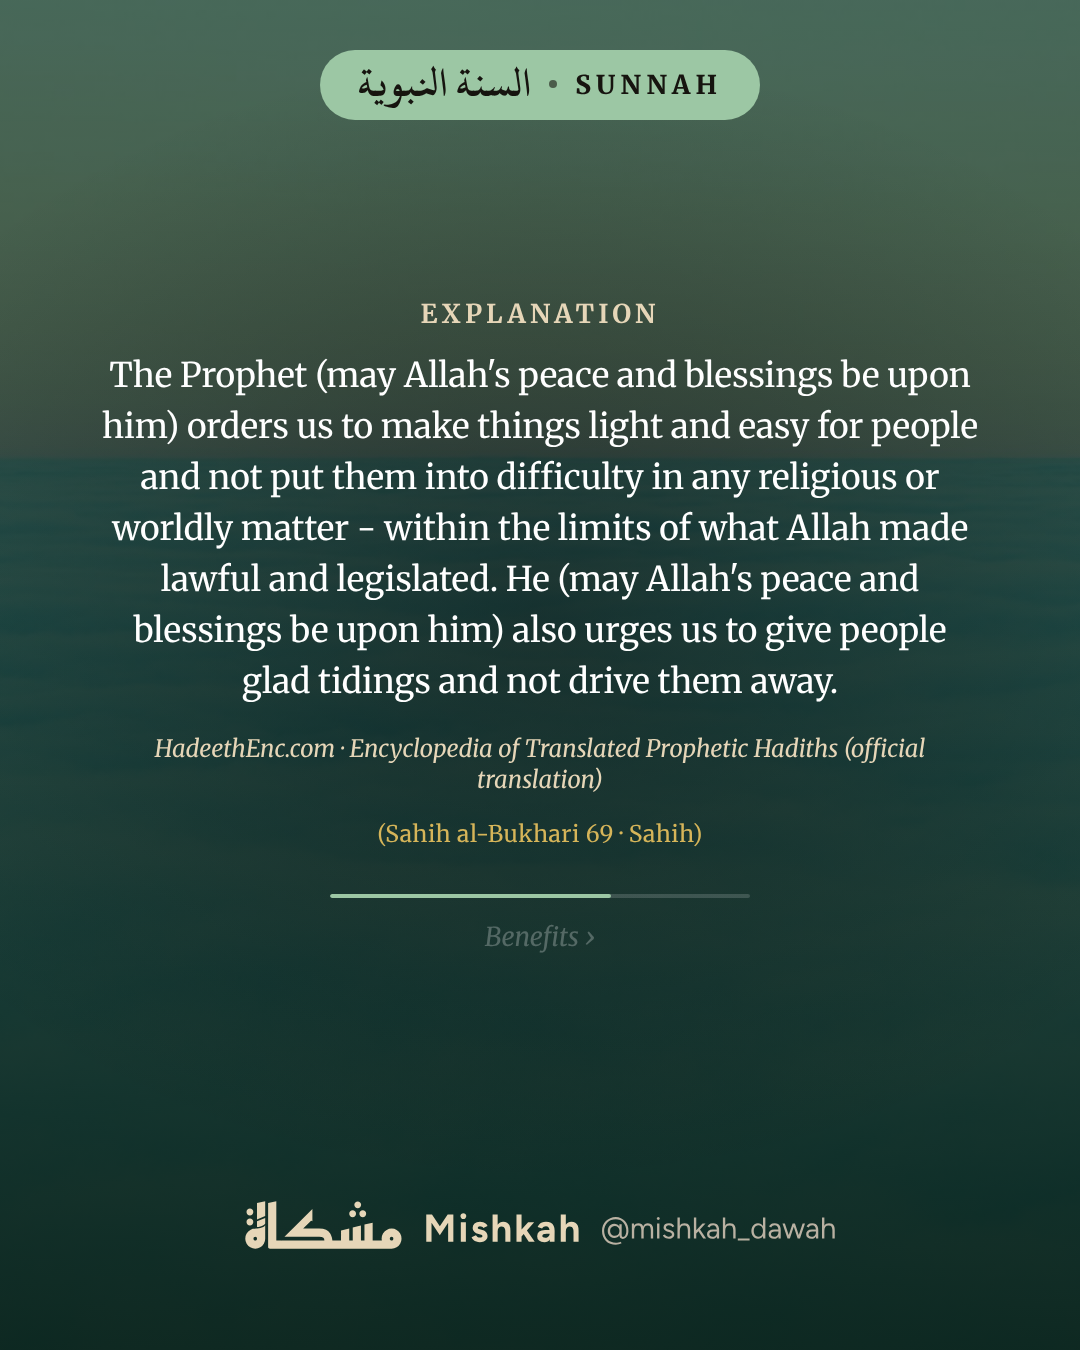 السنة النبوية • SUNNAH
EXPLANATION
The Prophet (may Allah's peace and blessings be upon
him) orders us to make things light and easy for people
and not put them into difficulty in any religious or
worldly matter - within the limits of what Allah made
lawful and legislated. He (may Allah's peace and
blessings be upon him) also urges us to give people
glad tidings and not drive them away.
HadeethEnc.com · Encyclopedia of Translated Prophetic Hadiths (official
translation)
(Sahih al-Bukhari 69 · Sahih)
Benefits ›
مشكاة Mishkah @mishkah_dawah